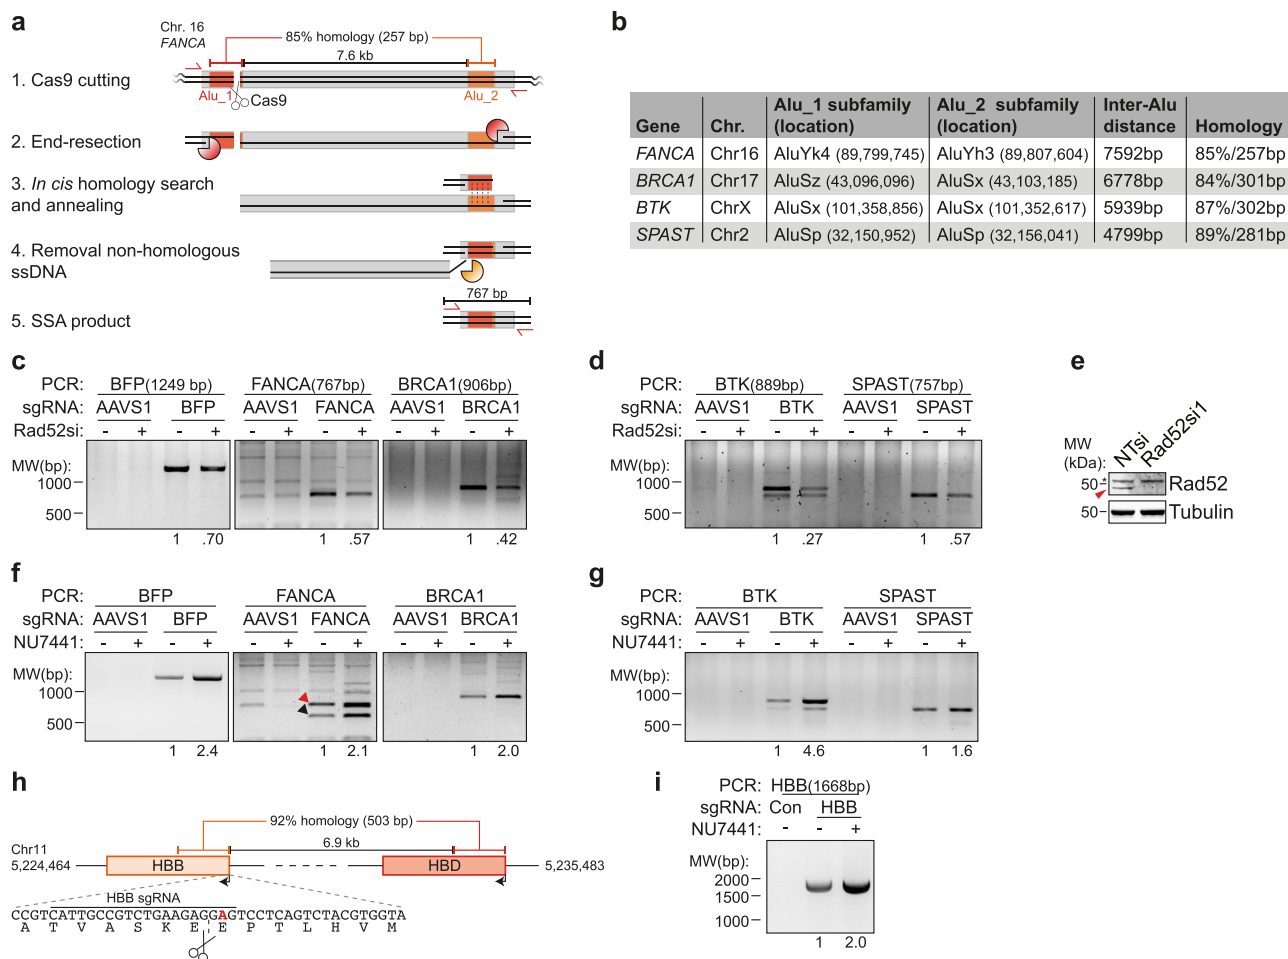 a
Chr. 16
FANCA
85% homology (257 bp)
7.6 kb
1. Cas9 cutting
Alu_1
Cas9
Alu_2
2. End-resection
3. In cis homology search
and annealing
4. Removal non-homologous
ssDNA
767 bp
5. SSA product
b
Gene Chr. Alu_1 subfamily (location) Alu_2 subfamily (location) Inter-Alu distance Homology
FANCA Chr16 AluYk4 (89,799,745) AluYh3 (89,807,604) 7592bp 85%/257bp
BRCA1 Chr17 AluSz (43,096,096) AluSx (43,103,185) 6778bp 84%/301bp
BTK ChrX AluSx (101,358,856) AluSx (101,352,617) 5939bp 87%/302bp
SPAST Chr2 AluSp (32,150,952) AluSp (32,156,041) 4799bp 89%/281bp
c
PCR: BFP(1249 bp) FANCA(767bp) BRCA1(906bp)
sgRNA: AAVS1 BFP AAVS1 FANCA AAVS1 BRCA1
Rad52si: - + - + - + - + - + - +
MW(bp):
1000
500
1 .70 1 .57 1 .42
d
PCR: BTK(889bp) SPAST(757bp)
sgRNA: AAVS1 BTK AAVS1 SPAST
Rad52si: - + - + - + - +
MW(bp):
1000
500
1 .27 1 .57
e
NTsi Rad52si1
MW
(kDa):
50 * Rad52
50 Tubulin
f
PCR: BFP FANCA BRCA1
sgRNA: AAVS1 BFP AAVS1 FANCA AAVS1 BRCA1
NU7441: - + - + - + - + - + - +
MW(bp):
1000
500
1 2.4 1 2.1 1 2.0
g
PCR: BTK SPAST
sgRNA: AAVS1 BTK AAVS1 SPAST
NU7441: - + - + - + - +
MW(bp):
1000
500
1 4.6 1 1.6
h
92% homology (503 bp)
Chr11
6.9 kb
5,224,464 HBB HBD 5,235,483
HBB sgRNA
CCGTCATTGCCGTCTGAAGAGGAGTCCTCAGTCTACGTGGTA
A T V A S K E E P T L H V M
i
PCR: HBB(1668bp)
sgRNA: Con HBB
NU7441: - - +
MW(bp):
2000
1500
1000
1 2.0